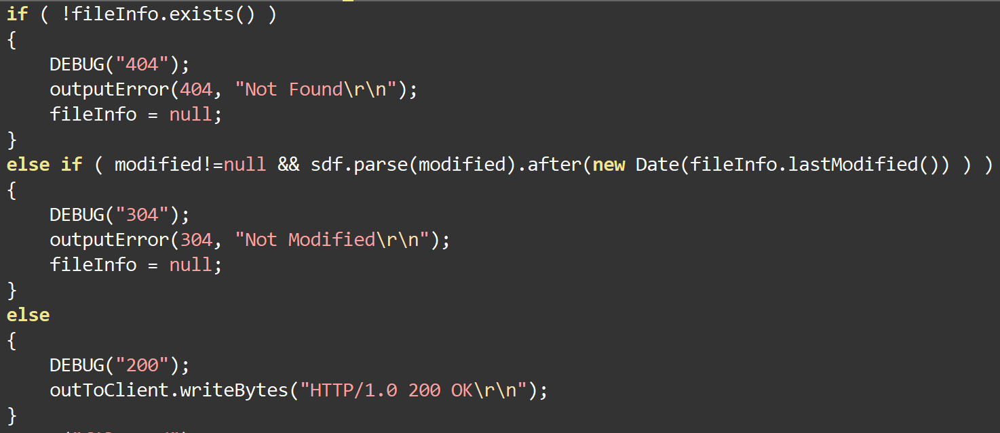 if ( !fileInfo.exists() )
{
    DEBUG("404");
    outputError(404, "Not Found\r\n");
    fileInfo = null;
}
else if ( modified!=null && sdf.parse(modified).after(new Date(fileInfo.lastModified()) ) )
{
    DEBUG("304");
    outputError(304, "Not Modified\r\n");
    fileInfo = null;
}
else
{
    DEBUG("200");
    outToClient.writeBytes("HTTP/1.0 200 OK\r\n");
}